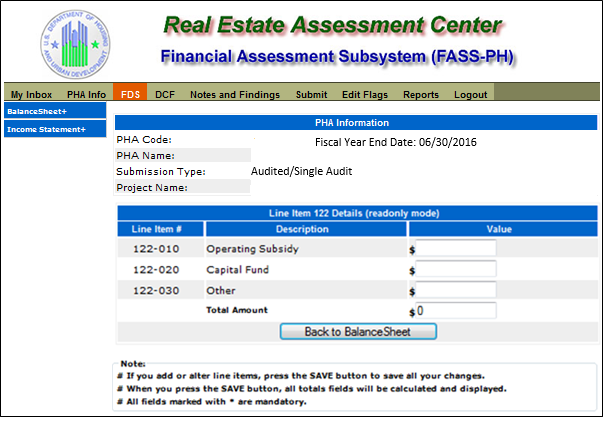 U.S. DEPARTMENT OF HOUSING AND URBAN DEVELOPMENT
Real Estate Assessment Center
Financial Assessment Subsystem (FASS-PH)
My Inbox PHA Info FDS DCF Notes and Findings Submit Edit Flags Reports Logout
BalanceSheet+
Income Statement+
PHA Information
PHA Code: Fiscal Year End Date: 06/30/2016
PHA Name:
Submission Type: Audited/Single Audit
Project Name:
Line Item 122 Details (readonly mode)
Line Item # Description Value
122-010 Operating Subsidy $
122-020 Capital Fund $
122-030 Other $
Total Amount $ 0
Back to BalanceSheet
Note:
# If you add or alter line items, press the SAVE button to save all your changes.
# When you press the SAVE button, all totals fields will be calculated and displayed.
# All fields marked with * are mandatory.